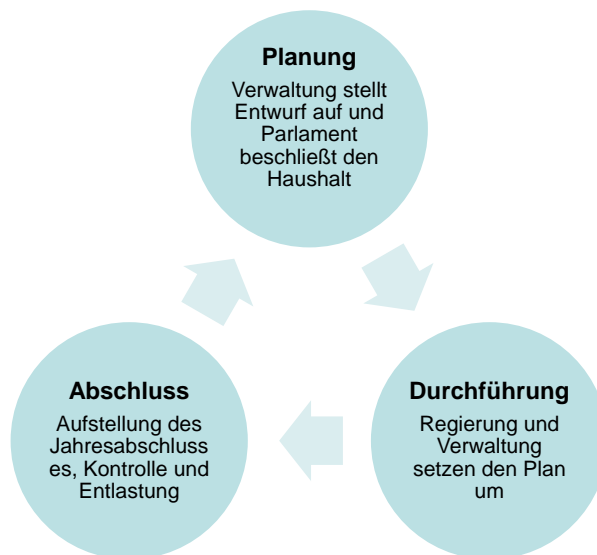 Planung
Verwaltung stellt
Entwurf auf und
Parlament
beschließt den
Haushalt
Durchführung
Regierung und
Verwaltung
setzen den Plan
um
Abschluss
Aufstellung des
Jahresabschluss
es, Kontrolle und
Entlastung